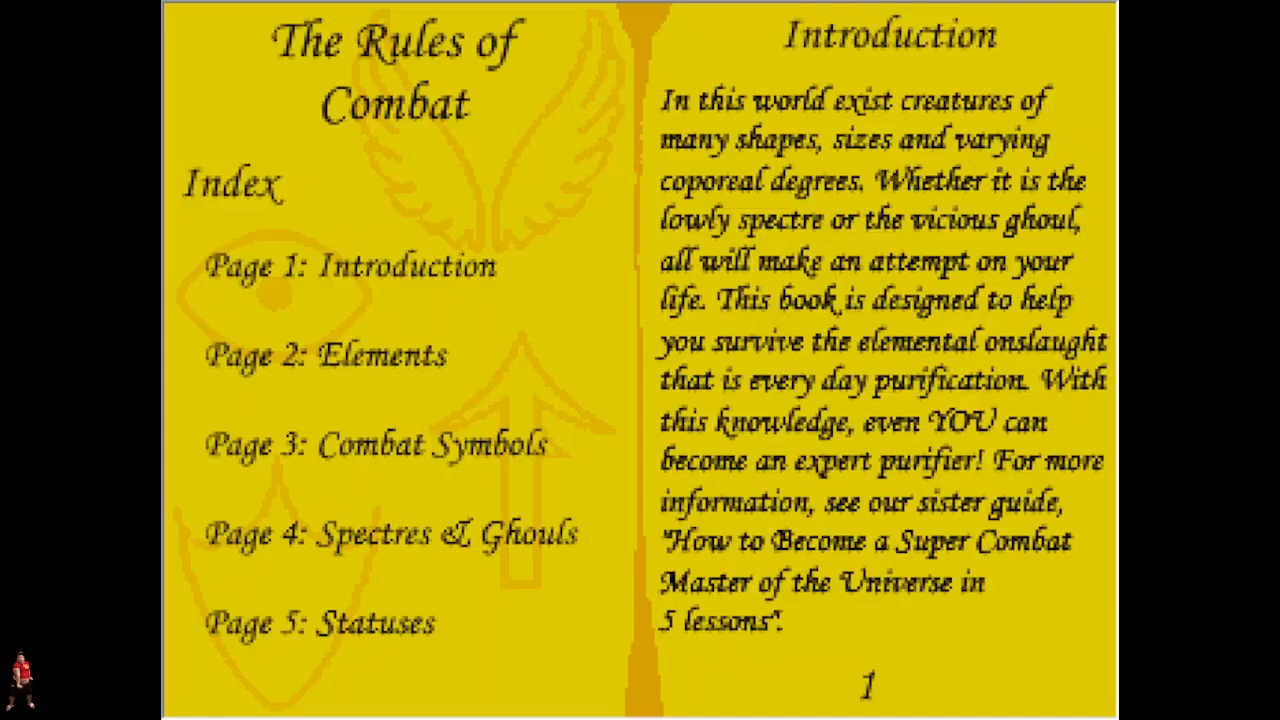 The Rules of
Combat
Index
Page 1: Introduction
Page 2: Elements
Page 3: Combat Symbols
Page 4: Spectres & Ghouls
Page 5: Statuses
Introduction
In this world exist creatures of
many shapes, sizes and varying
coporeal degrees. Whether it is the
lowly spectre or the vicious ghoul,
all will make an attempt on your
life. This book is designed to help
you survive the elemental onslaught
that is every day purification. With
this knowledge, even YOU can
become an expert purifier! For more
information, see our sister guide,
"How to Become a Super Combat
Master of the Universe in
5 lessons".
1